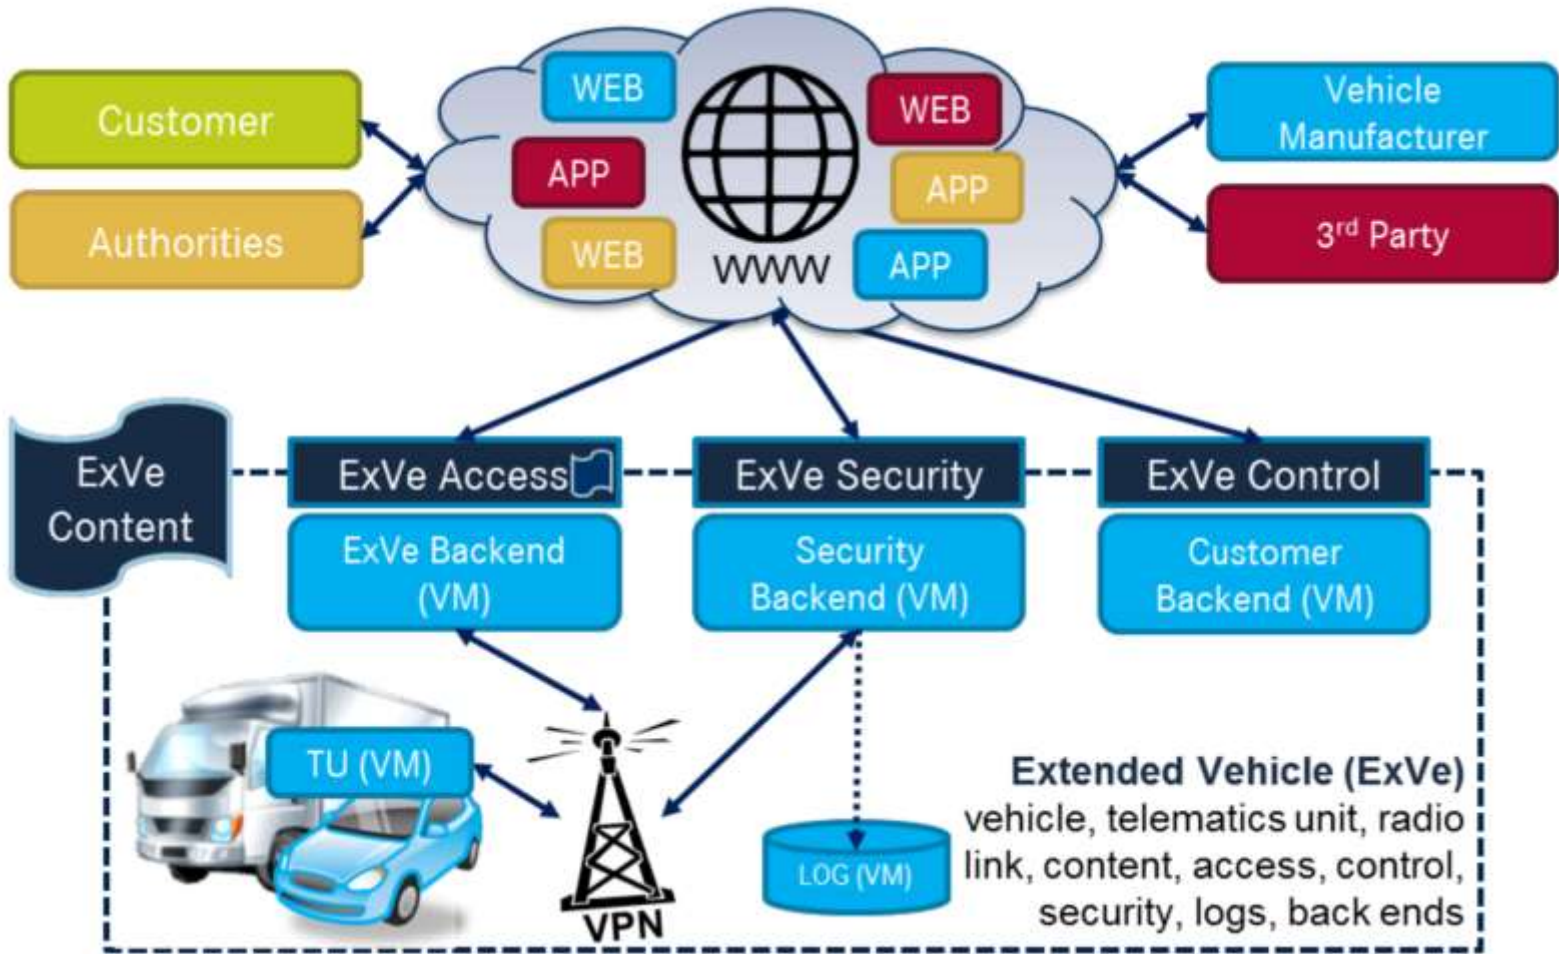 Customer
Authorities
WEB
APP
WEB
WWW
WEB
APP
APP
Vehicle
Manufacturer
3rd Party
ExVe
Content
ExVe Access
ExVe Backend
(VM)
ExVe Security
Security
Backend (VM)
ExVe Control
Customer
Backend (VM)
TU (VM)
VPN
LOG (VM)
Extended Vehicle (ExVe)
vehicle, telematics unit, radio
link, content, access, control,
security, logs, back ends